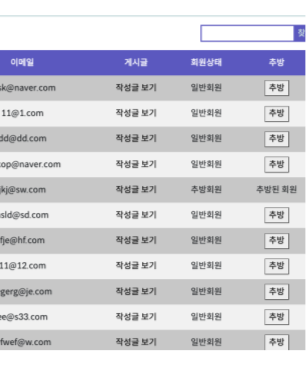 찾
이메일 게시글 회원상태 추방
sk@naver.com 작성글 보기 일반회원 추방
11@1.com 작성글 보기 일반회원 추방
dd@dd.com 작성글 보기 일반회원 추방
op@naver.com 작성글 보기 일반회원 추방
jkj@sw.com 작성글 보기 추방회원 추방된 회원
sld@sd.com 작성글 보기 일반회원 추방
fje@hf.com 작성글 보기 일반회원 추방
11@12.com 작성글 보기 일반회원 추방
gerg@je.com 작성글 보기 일반회원 추방
ee@s33.com 작성글 보기 일반회원 추방
fwef@w.com 작성글 보기 일반회원 추방